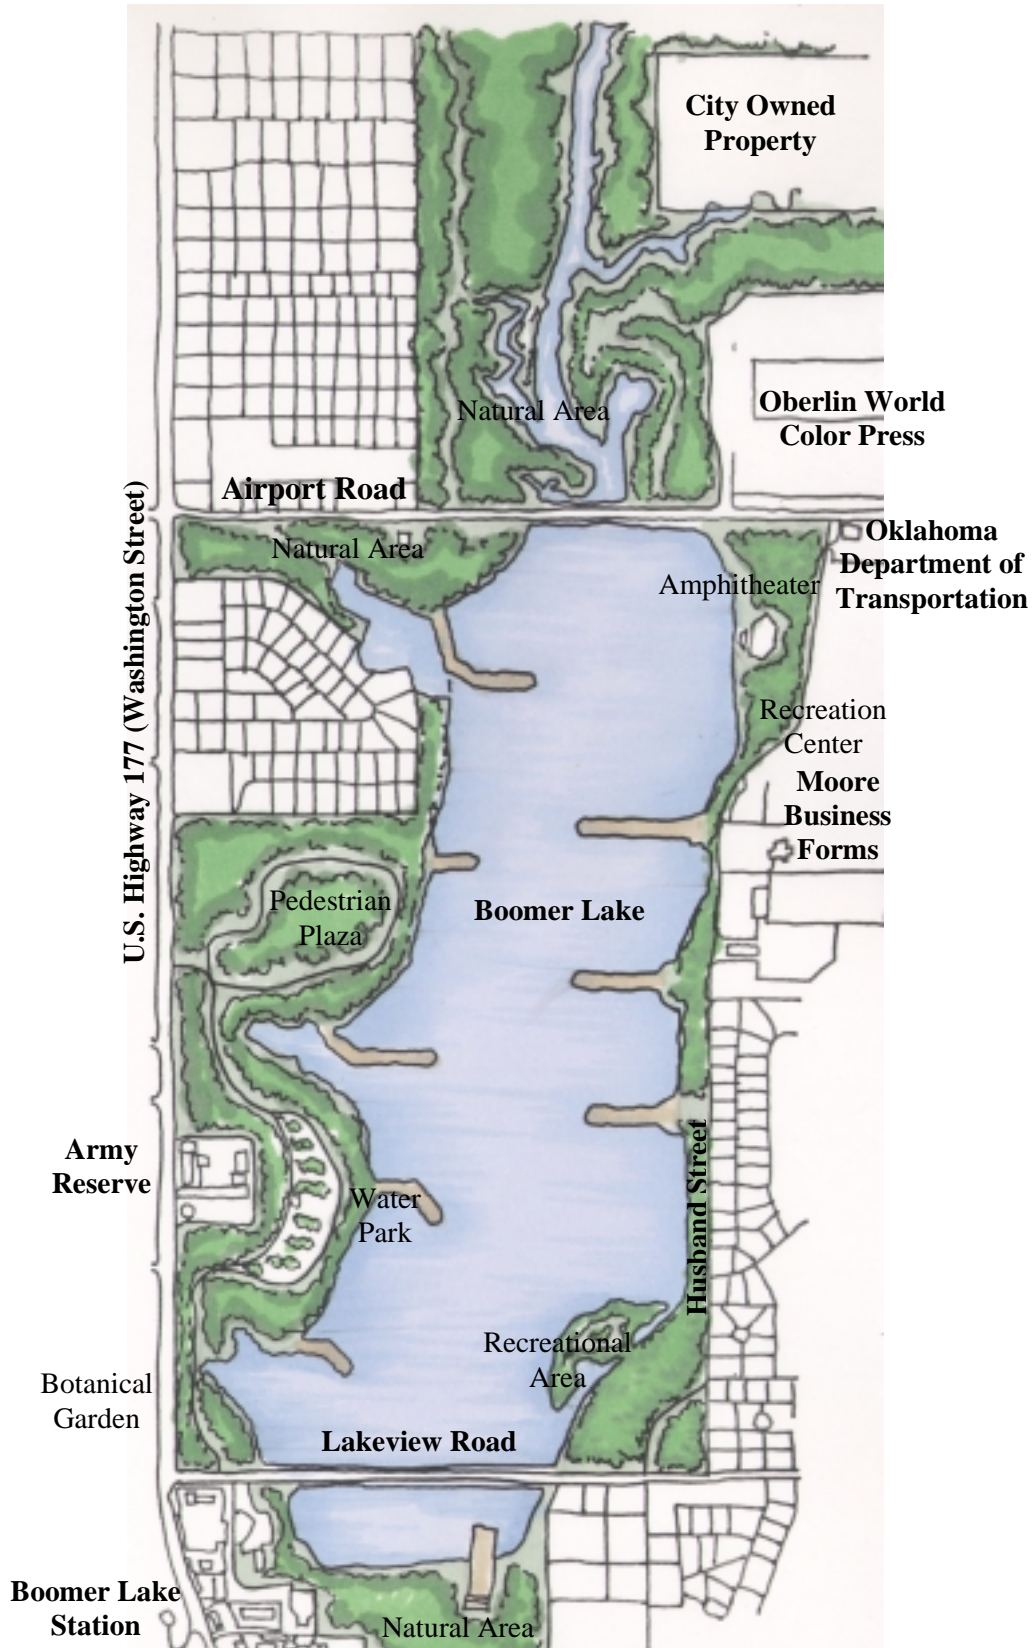 City Owned
Property
Oberlin World
Color Press
Natural Area
Airport Road
U.S. Highway 177 (Washington Street)
Natural Area
Oklahoma
Department of
Transportation
Amphitheater
Recreation
Center
Moore
Business
Forms
Pedestrian
Plaza
Boomer Lake
Army
Reserve
Water
Park
Husband Street
Recreational
Area
Botanical
Garden
Lakeview Road
Boomer Lake
Station
Natural Area